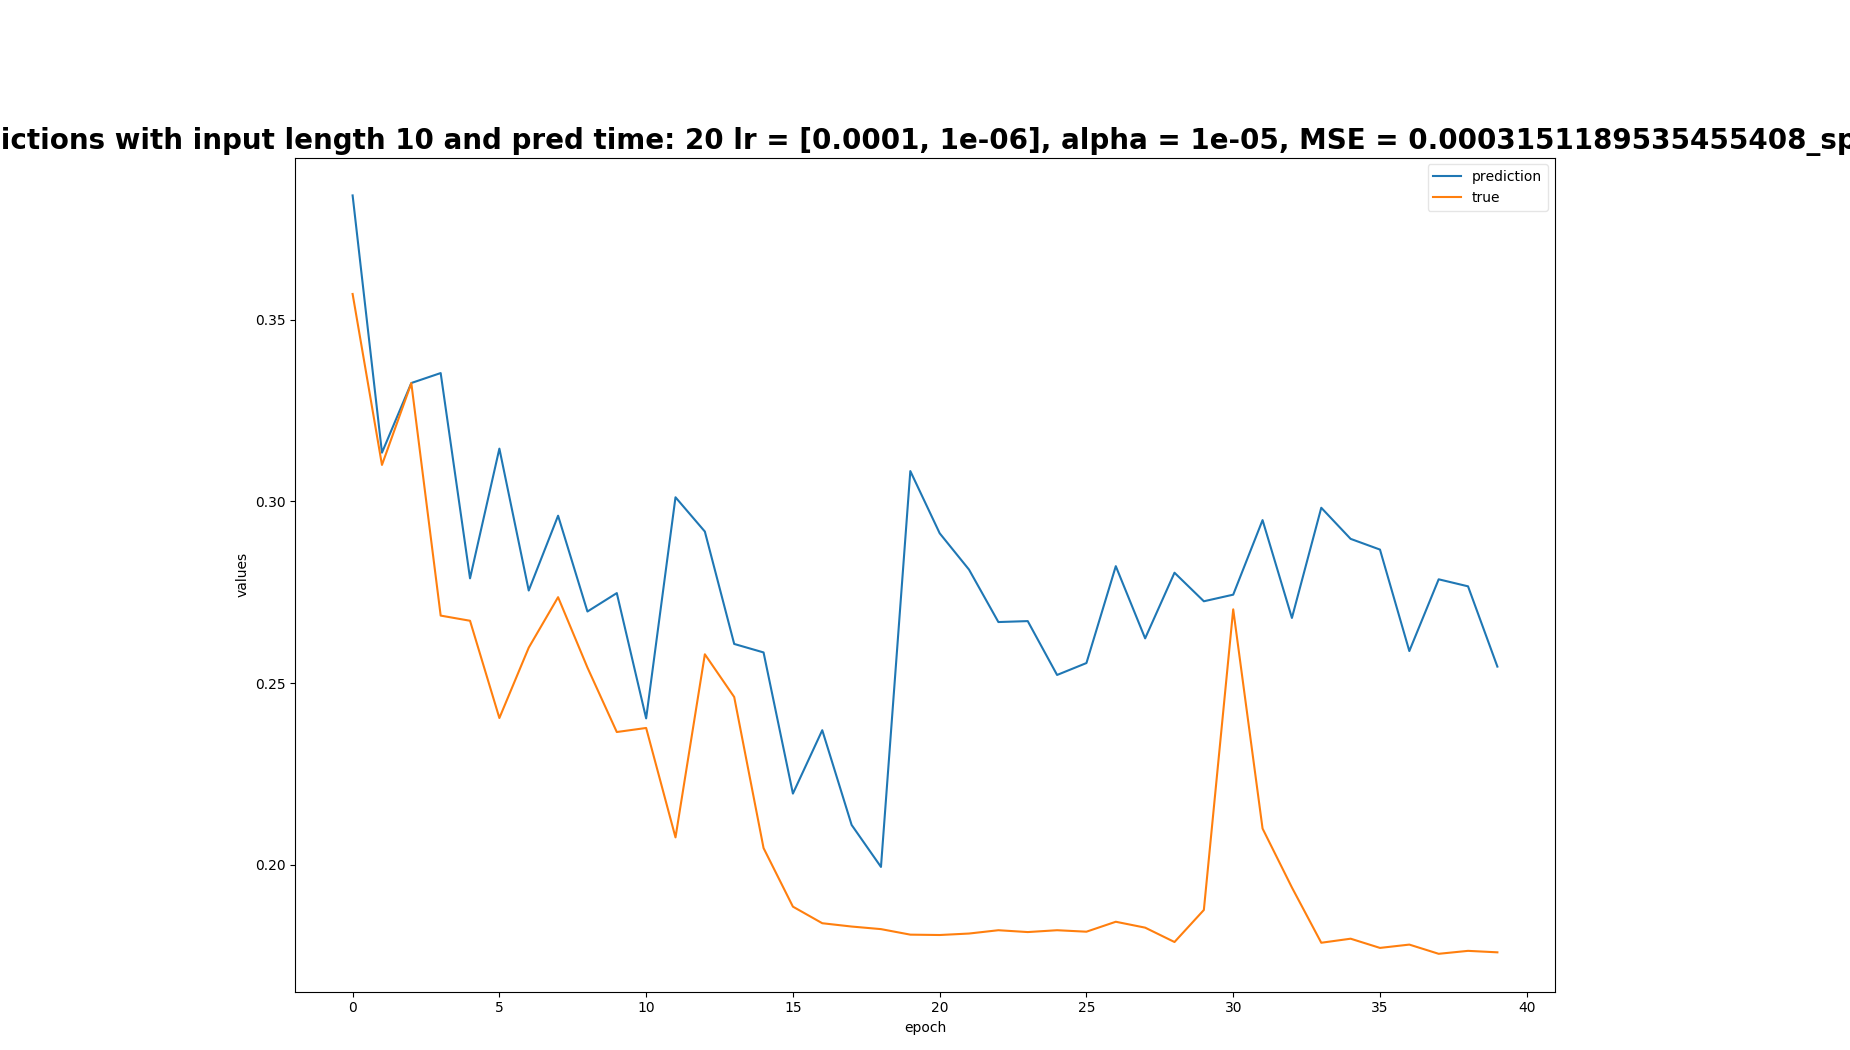 ictions with input length 10 and pred time: 20 lr = [0.0001, 1e-06], alpha = 1e-05, MSE = 0.0003151189535455408_sp
prediction
true
0.35
0.30
0.25
0.20
values
0 5 10 15 20 25 30 35 40
epoch